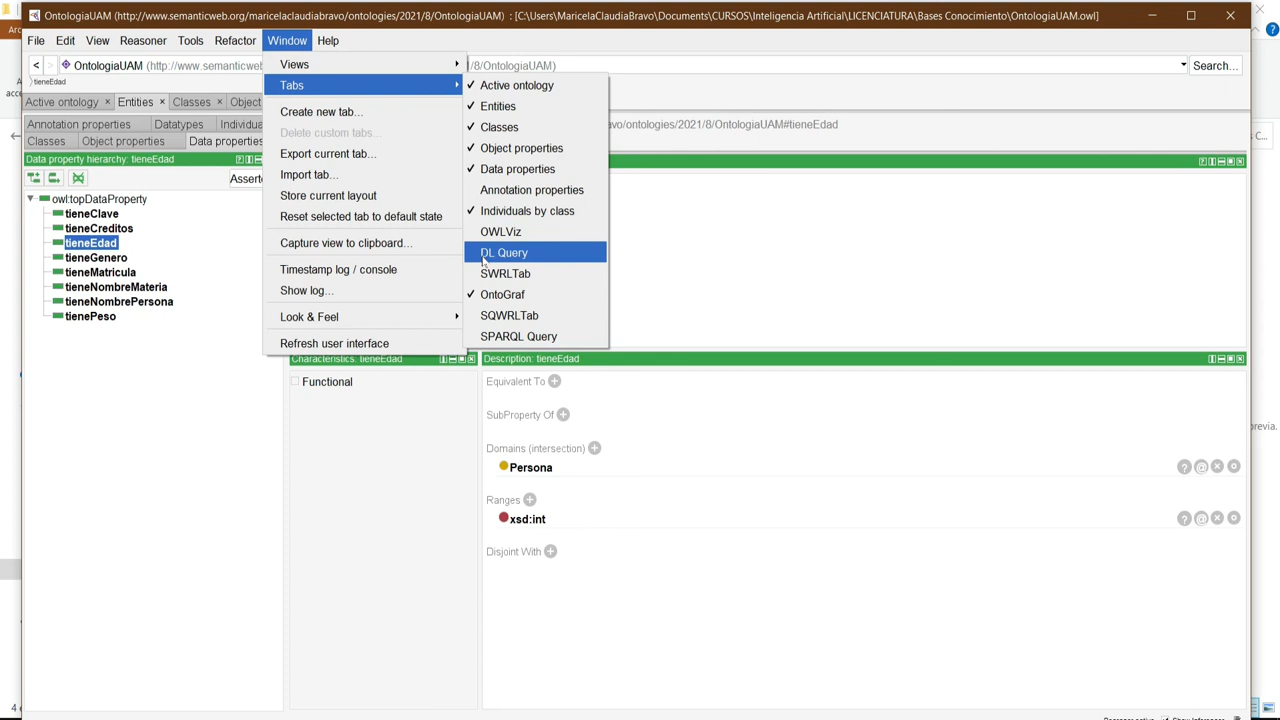 OntologiaUAM (http://www.semanticweb.org/maricelaclaudiabravo/ontologies/2021/8/OntologiaUAM) : [C:\Users\MaricelaClaudiaBravo\Documents\CURSOS\Inteligencia Artificial\LICENCIATURA\Bases Conocimiento\OntologiaUAM.owl]
File Edit View Reasoner Tools Refactor Window Help
< > OntologiaUAM (http://www.semanticweb /8/OntologiaUAM) Search...
tieneEdad
Active ontology × Entities × Classes × Object
Annotation properties Datatypes Individua
Classes Object properties Data properties
avo/ontologies/2021/8/OntologiaUAM#tieneEdad
Data property hierarchy: tieneEdad
Asserte
owl:topDataProperty
tieneClave
tieneCreditos
tieneEdad
tieneGenero
tieneMatricula
tieneNombreMateria
tieneNombrePersona
tienePeso
Views
Tabs
Create new tab...
Delete custom tabs...
Export current tab...
Import tab...
Store current layout
Reset selected tab to default state
Capture view to clipboard...
Timestamp log / console
Show log...
Look & Feel
Refresh user interface
Active ontology
Entities
Classes
Object properties
Data properties
Annotation properties
Individuals by class
OWLViz
DL Query
SWRLTab
OntoGraf
SQWRLTab
SPARQL Query
Characteristics: tieneEdad
Functional
Description: tieneEdad
Equivalent To
SubProperty Of
Domains (intersection)
Persona
Ranges
xsd:int
Disjoint With
C...
revia.